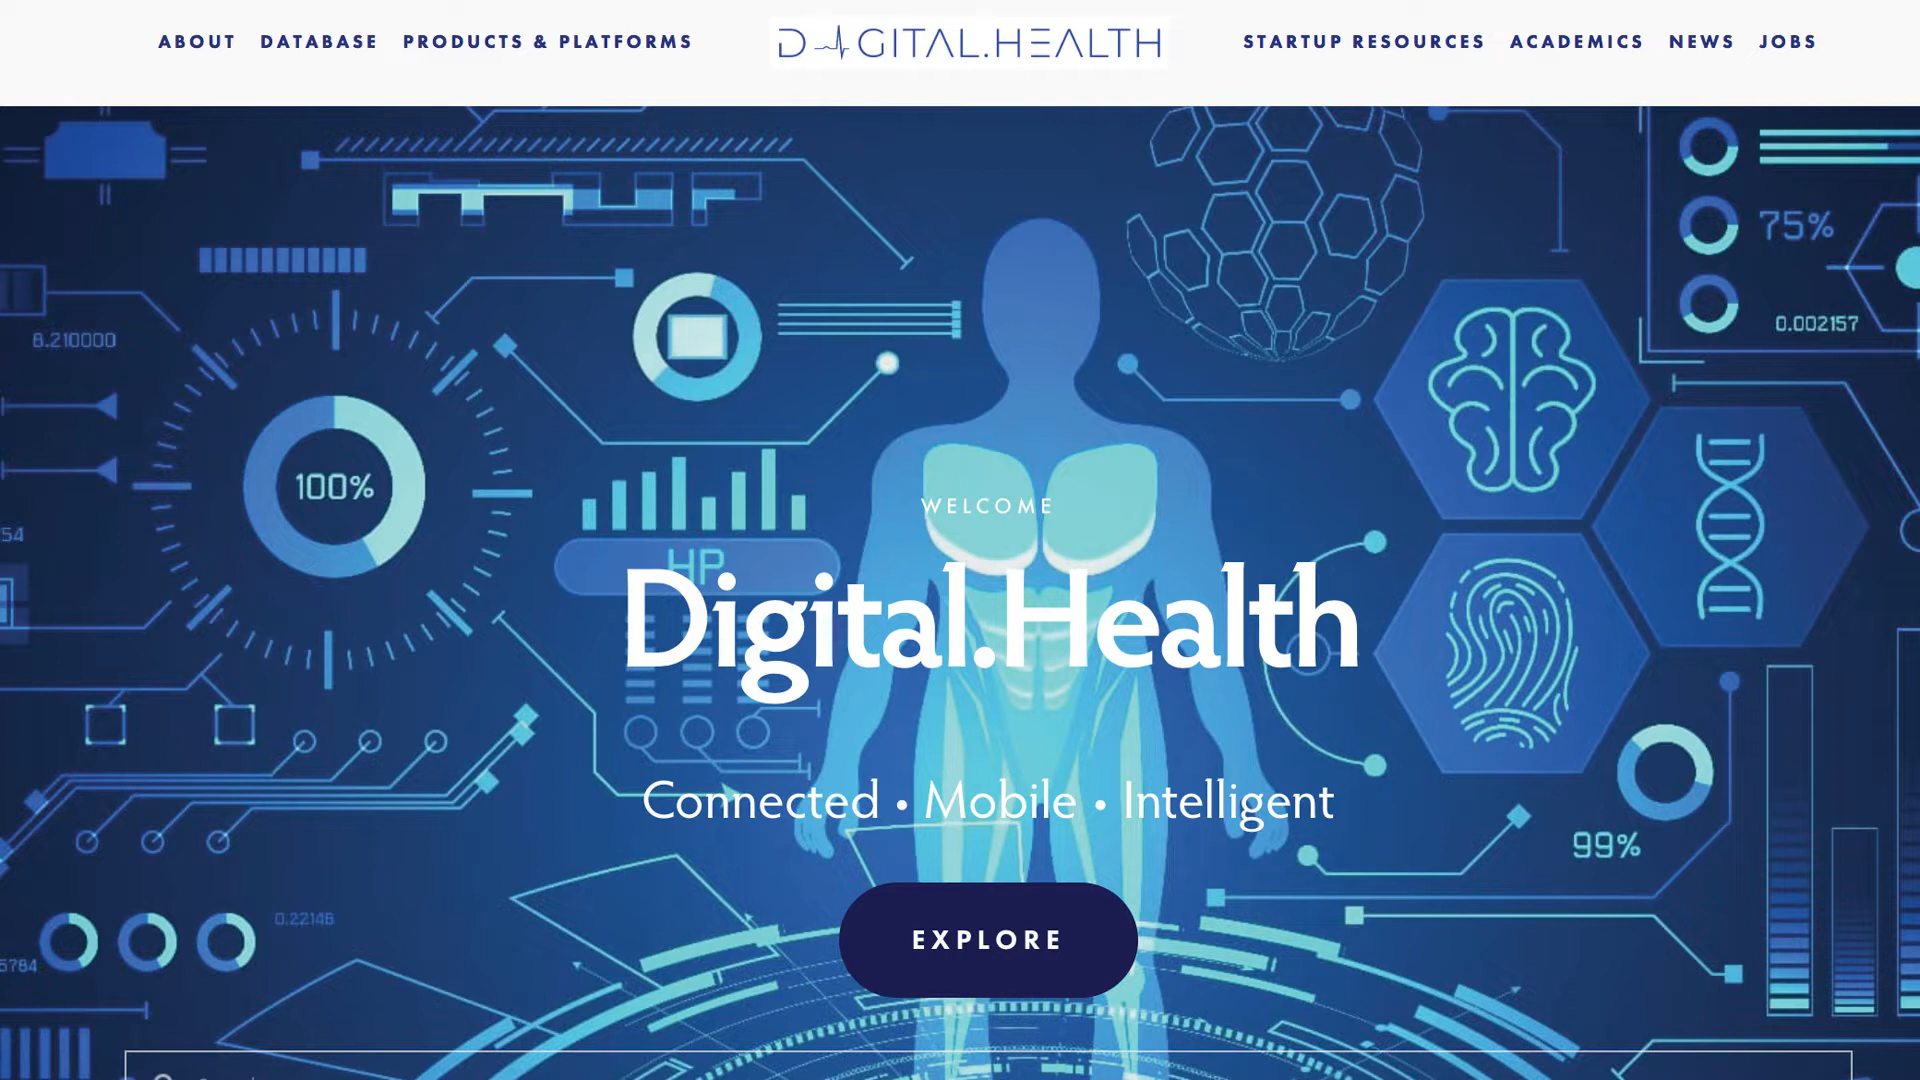 ABOUT DATABASE PRODUCTS & PLATFORMS
DIGITAL.HEALTH
STARTUP RESOURCES ACADEMICS NEWS JOBS
75%
0.002157
8.210000
100%
54
WELCOME
HP
Digital.Health
Connected • Mobile • Intelligent
99%
0.22146
5784
EXPLORE